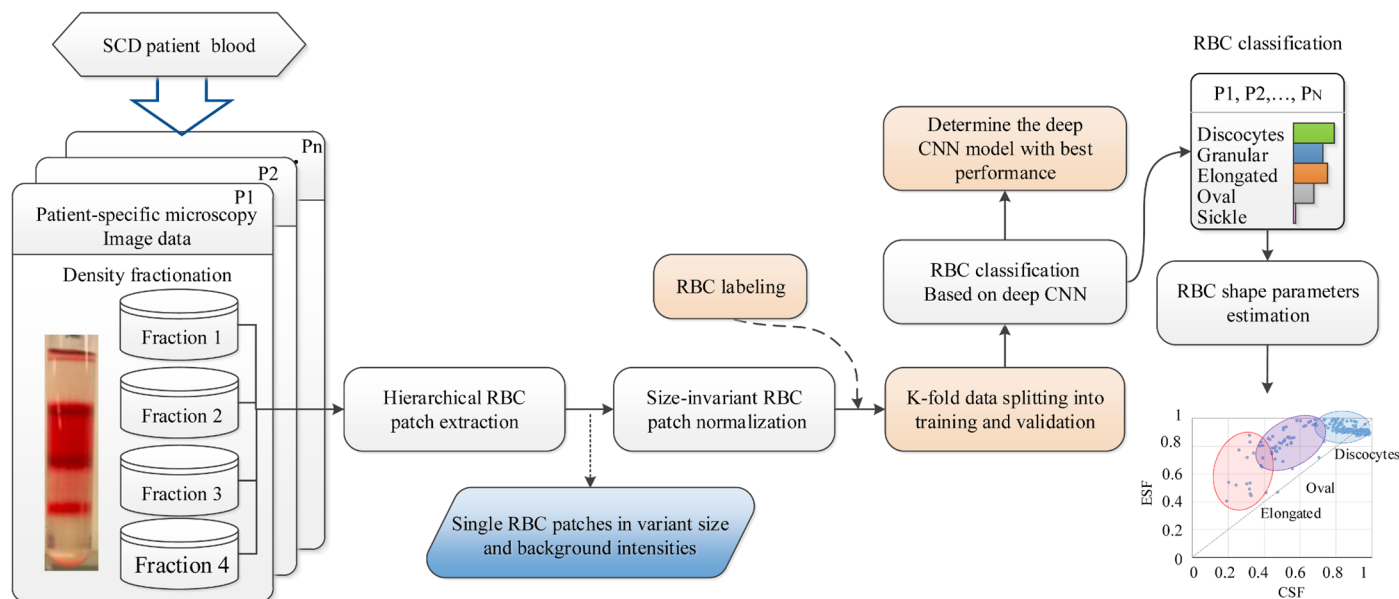 SCD patient blood
Pn
P2
P1
Patient-specific microscopy
Image data
Density fractionation
Fraction 1
Fraction 2
Fraction 3
Fraction 4
Hierarchical RBC
patch extraction
Single RBC patches in variant size
and background intensities
Size-invariant RBC
patch normalization
RBC labeling
K-fold data splitting into
training and validation
RBC classification
Based on deep CNN
Determine the deep
CNN model with best
performance
RBC classification
P1, P2,…, PN
Discocytes
Granular
Elongated
Oval
Sickle
RBC shape parameters
estimation
1
0.8
0.6
0.4
0.2
0
ESF
Discocytes
Oval
Elongated
0 0.2 0.4 0.6 0.8 1
CSF